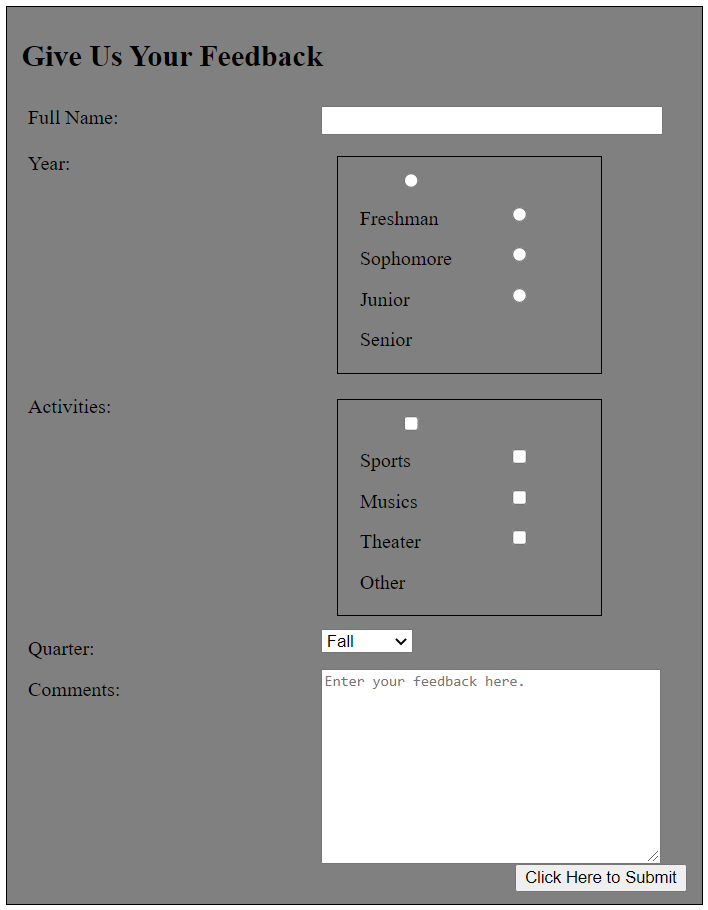 Give Us Your Feedback
Full Name:
Year:
Freshman
Sophomore
Junior
Senior
Activities:
Sports
Musics
Theater
Other
Quarter:
Fall
Comments:
Enter your feedback here.
Click Here to Submit